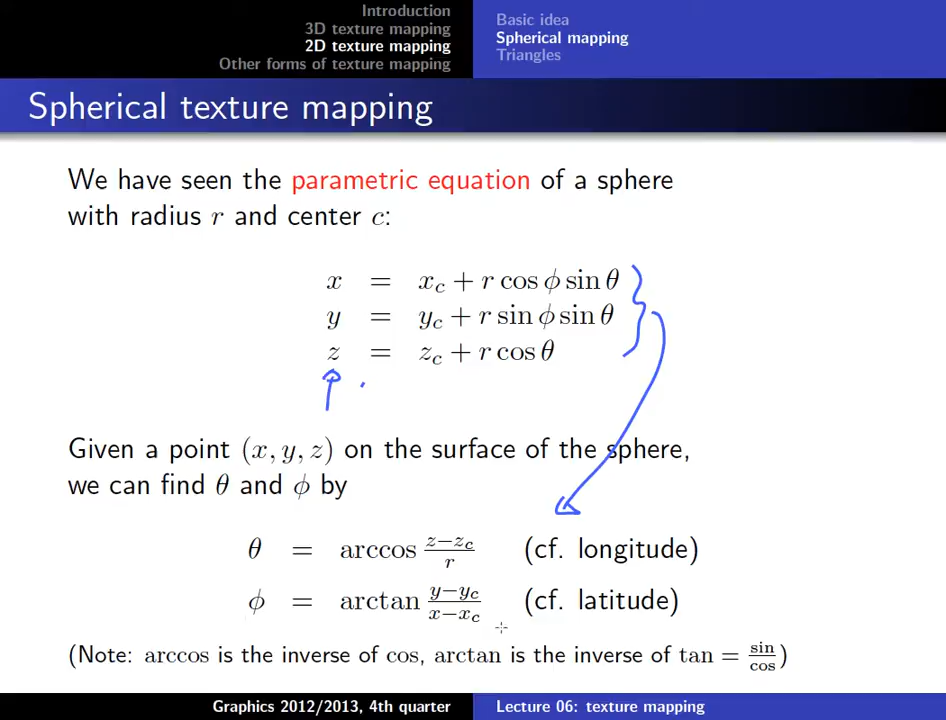 Introduction
3D texture mapping
2D texture mapping
Other forms of texture mapping
Basic idea
Spherical mapping
Triangles
Spherical texture mapping
We have seen the parametric equation of a sphere
with radius r and center c:
x = x_c + r cos ϕ sin θ
y = y_c + r sin ϕ sin θ
z = z_c + r cos θ
Given a point (x, y, z) on the surface of the sphere,
we can find θ and ϕ by
θ = arccos (z−z_c)/r (cf. longitude)
ϕ = arctan (y−y_c)/(x−x_c) (cf. latitude)
(Note: arccos is the inverse of cos, arctan is the inverse of tan = sin/cos)
Graphics 2012/2013, 4th quarter
Lecture 06: texture mapping